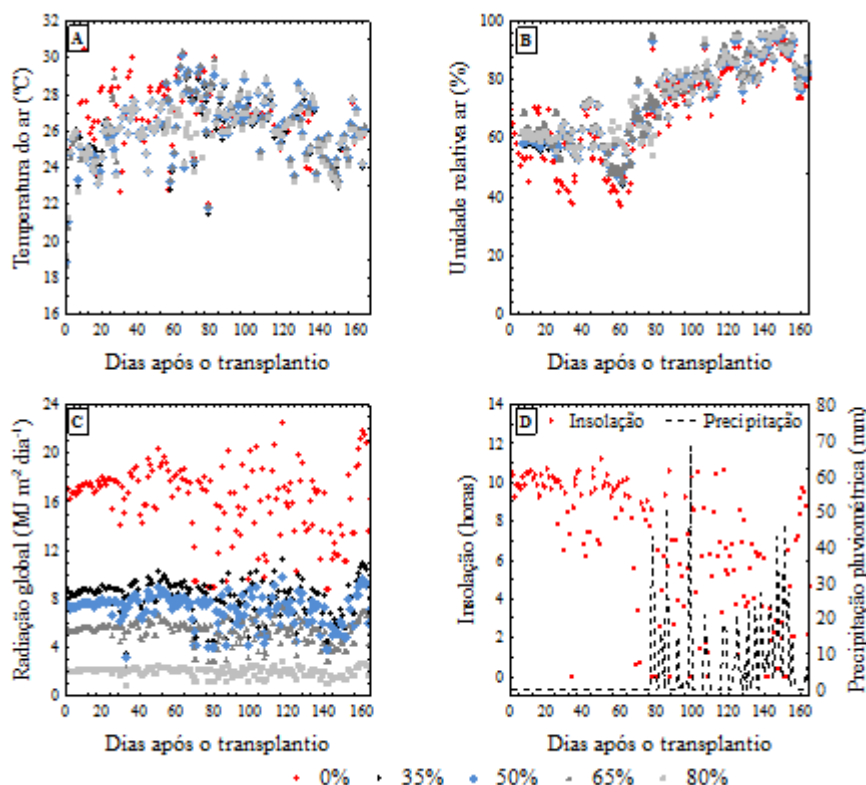 A
Temperatura do ar (ºC)
32
30
28
26
24
22
20
18
16
0 20 40 60 80 100 120 140 160
Dias após o transplantio
B
Umidade relativa ar (%)
100
80
60
40
20
0
0 20 40 60 80 100 120 140 160
Dias após o transplantio
C
Radiação global (MJ m-2 dia-1)
24
20
16
12
8
4
0
0 20 40 60 80 100 120 140 160
Dias após o transplantio
D
Insolação Precipitação
Insolação (horas)
14
12
10
8
6
4
2
0
80
70
60
50
40
30
20
10
0
Precipitação pluviométrica (mm)
0 20 40 60 80 100 120 140 160
Dias após o transplantio
0% 35% 50% 65% 80%